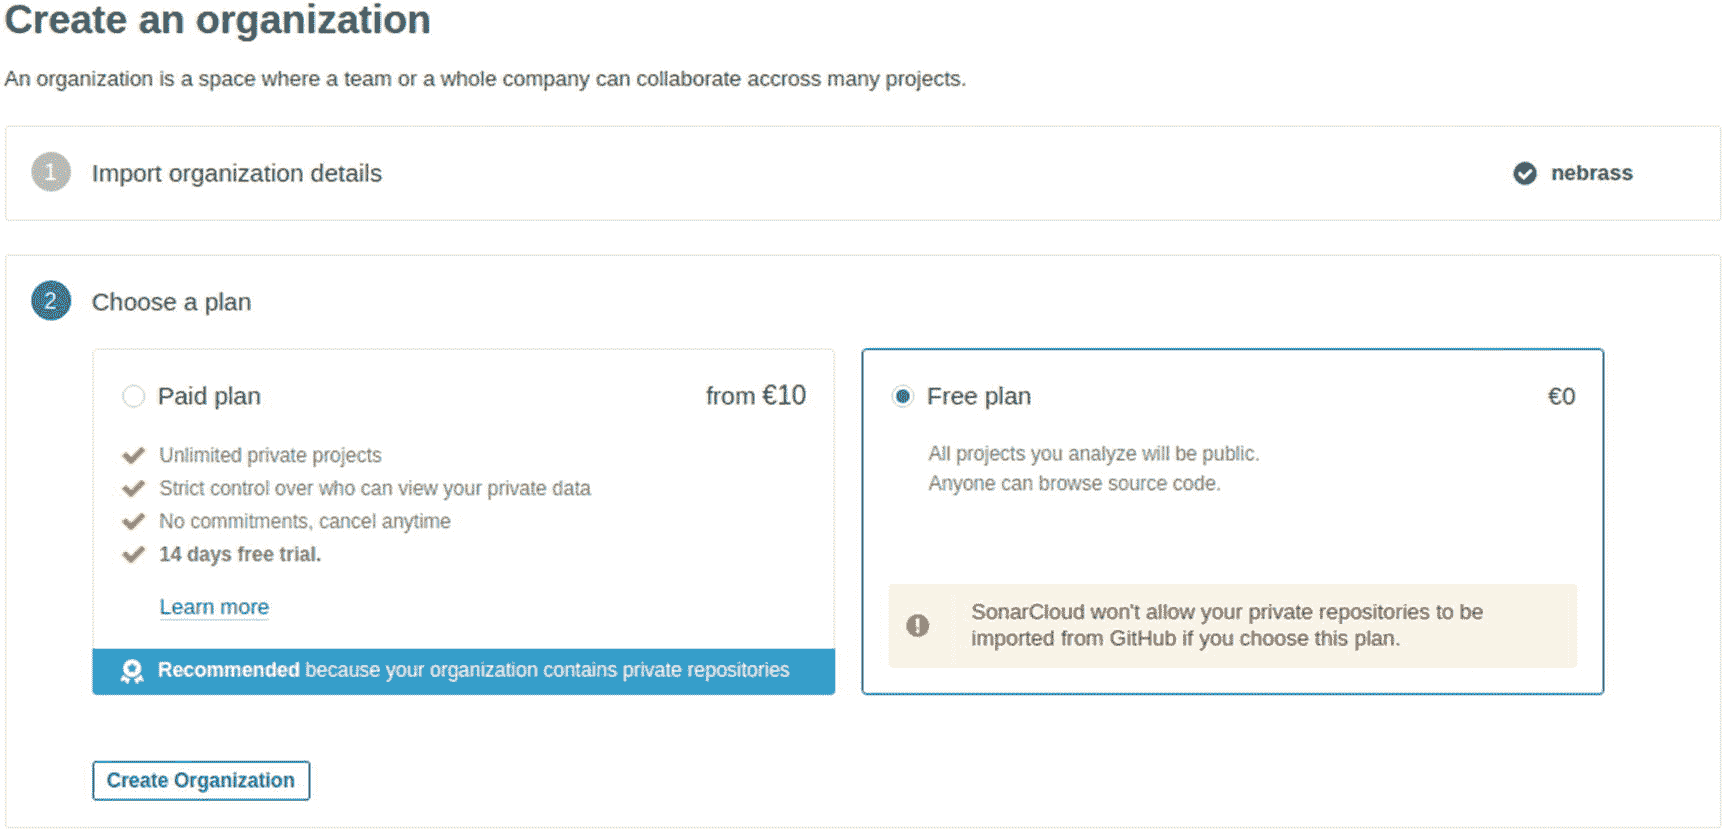 Create an organization
An organization is a space where a team or a whole company can collaborate accross many projects.
1 Import organization details nebrass
2 Choose a plan
Paid plan from €10
Unlimited private projects
Strict control over who can view your private data
No commitments, cancel anytime
14 days free trial.
Learn more
Recommended because your organization contains private repositories
Free plan €0
All projects you analyze will be public.
Anyone can browse source code.
SonarCloud won't allow your private repositories to be
imported from GitHub if you choose this plan.
Create Organization